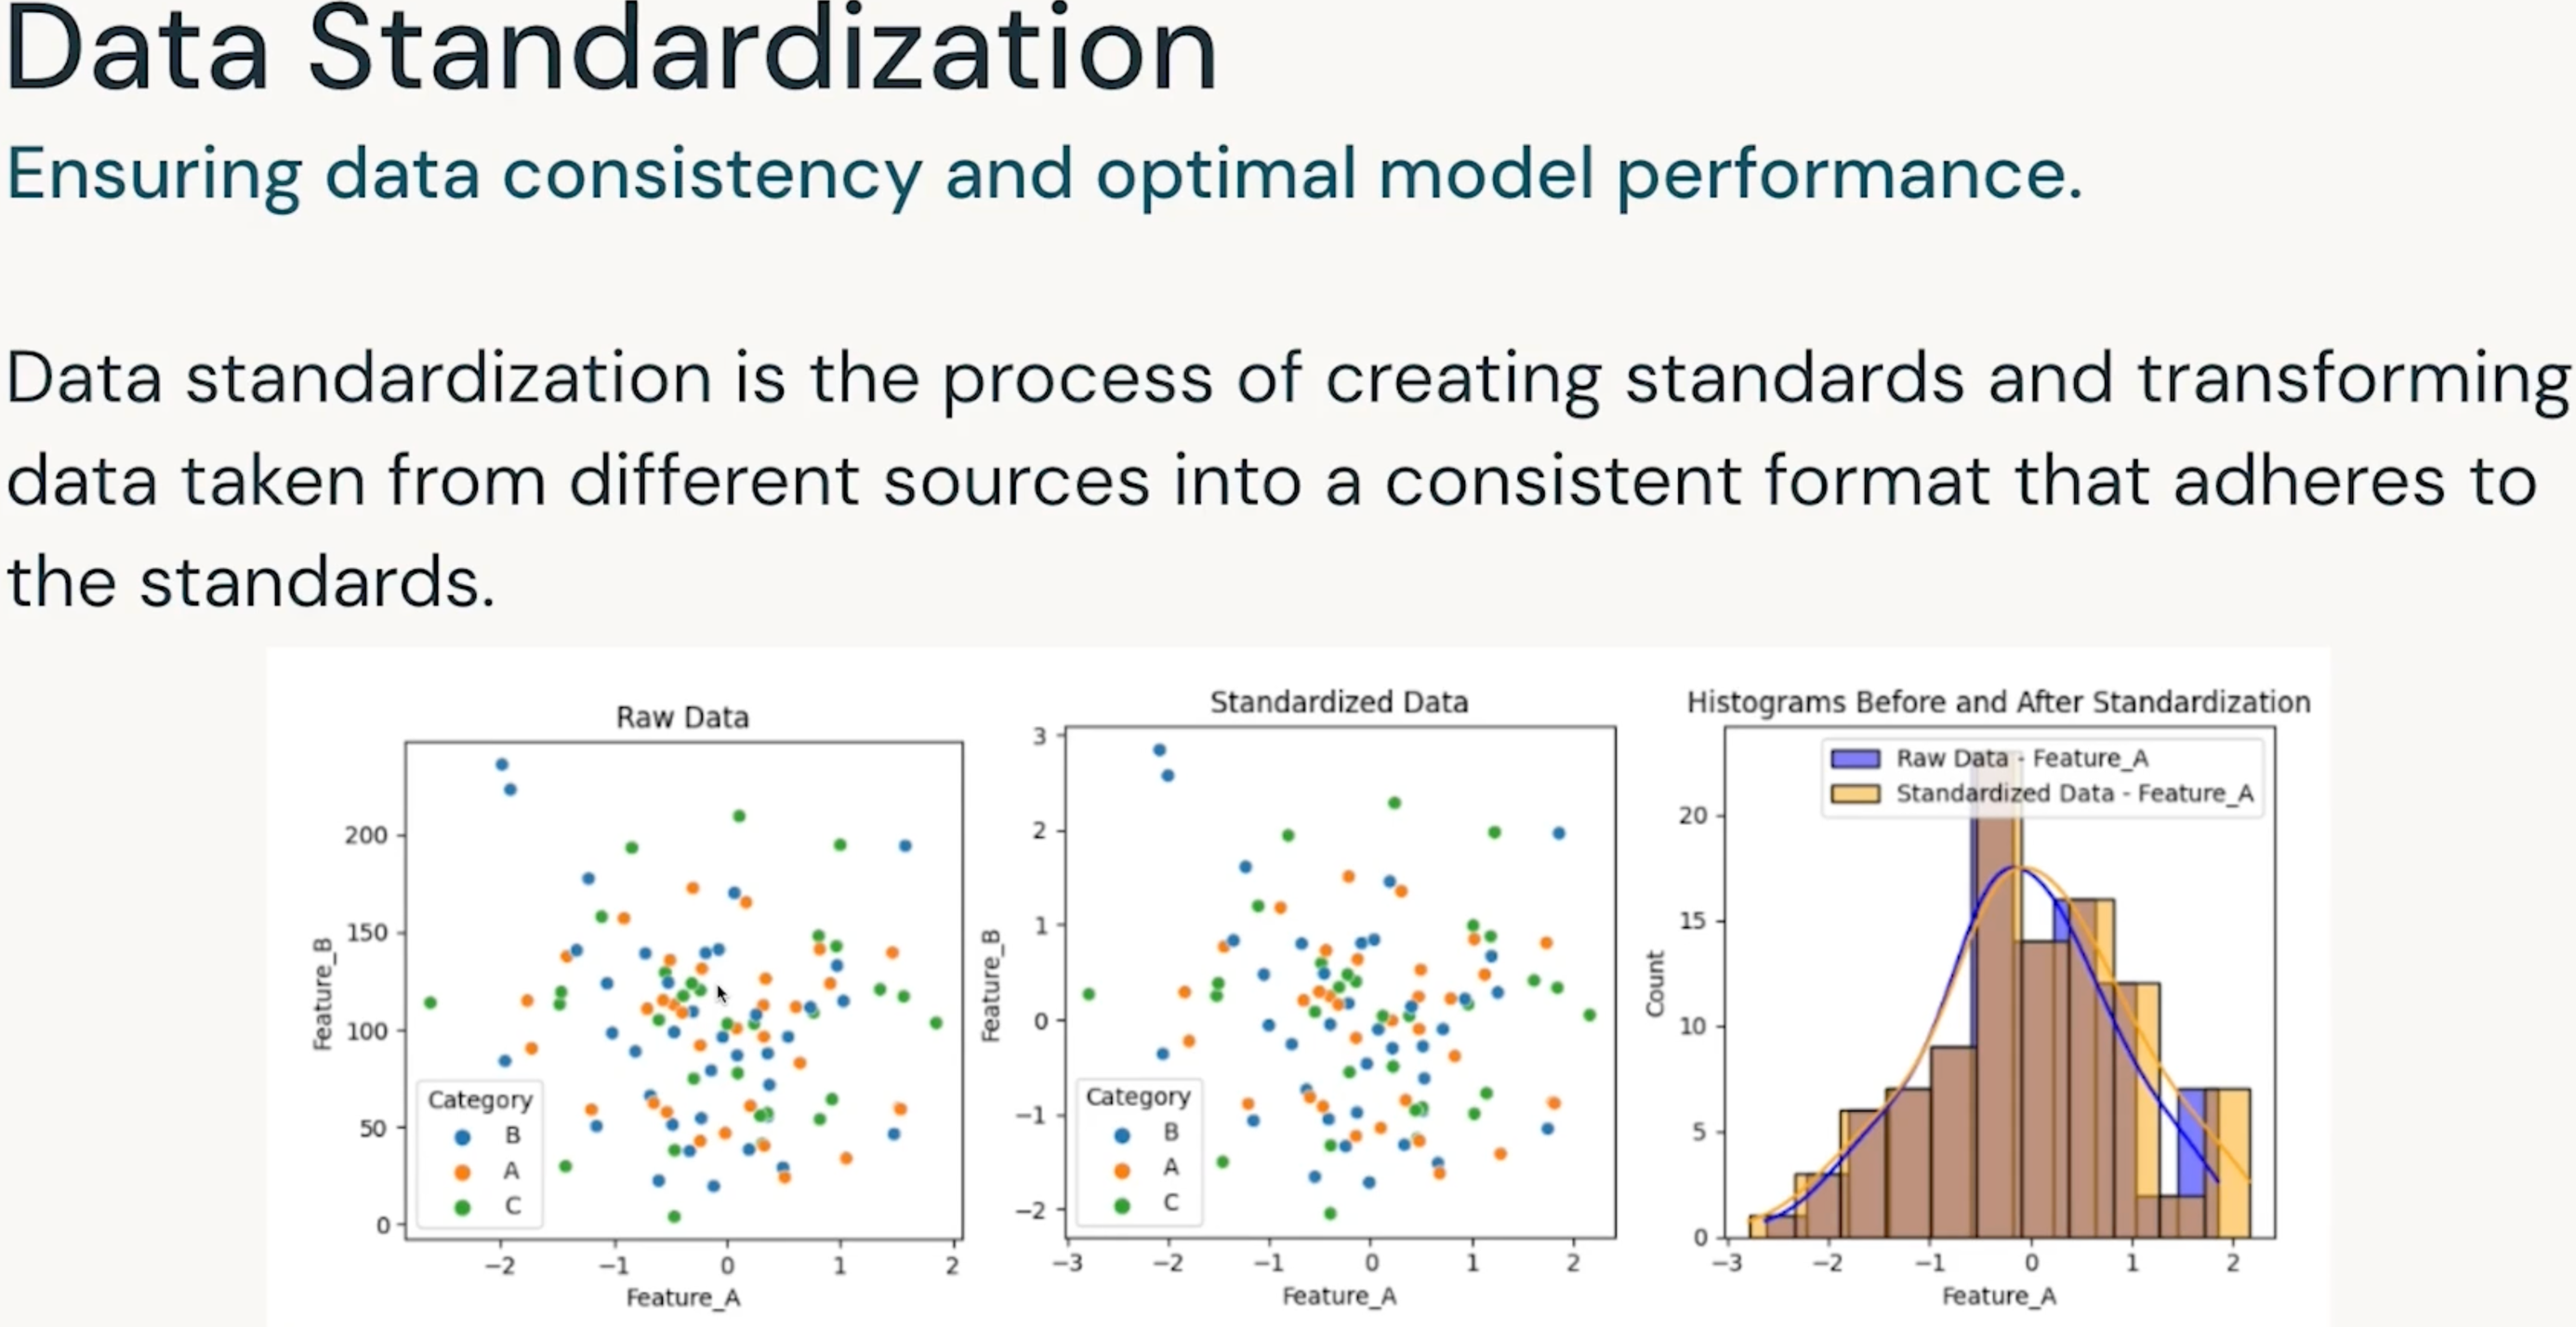 Data Standardization
Ensuring data consistency and optimal model performance.
Data standardization is the process of creating standards and transforming
data taken from different sources into a consistent format that adheres to
the standards.
Raw Data
Feature_B
200
150
100
50
0
Category
B
A
C
−2 −1 0 1 2
Feature_A
Standardized Data
Feature_B
3
2
1
0
−1
−2
Category
B
A
C
−3 −2 −1 0 1 2
Feature_A
Histograms Before and After Standardization
Raw Data - Feature_A
Standardized Data - Feature_A
Count
20
15
10
5
0
−3 −2 −1 0 1 2
Feature_A